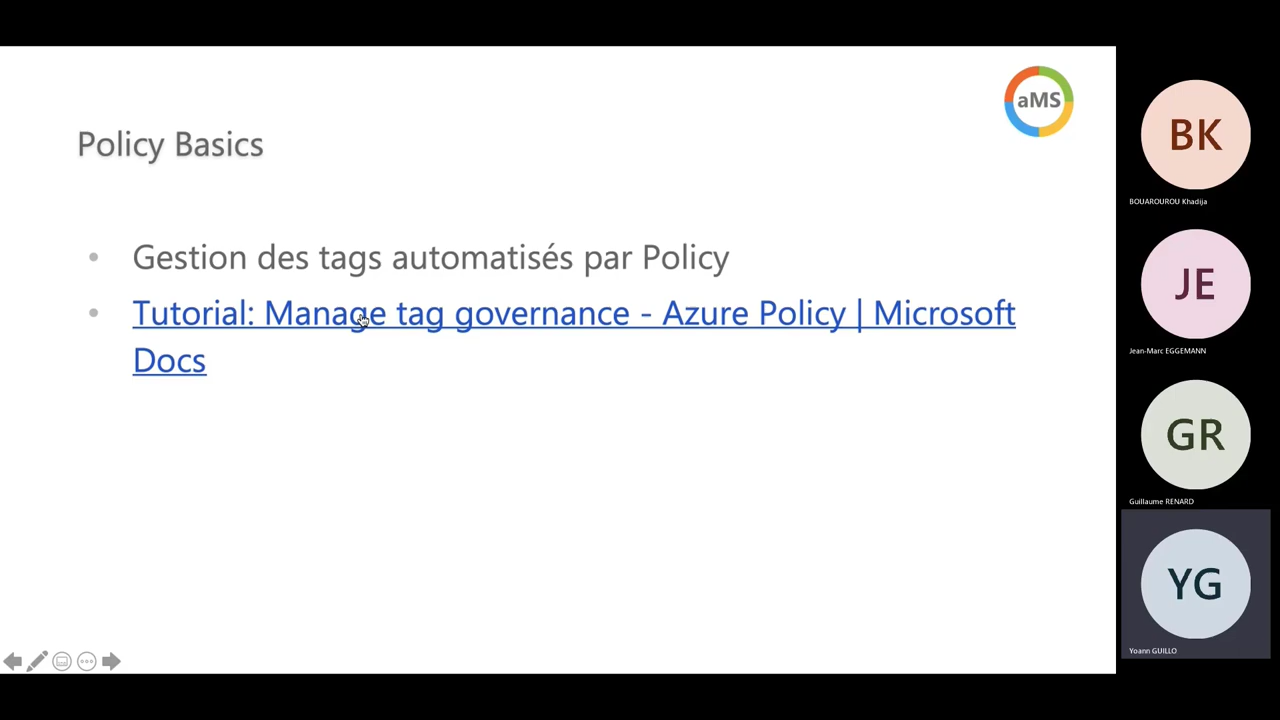 aMS
Policy Basics
Gestion des tags automatisés par Policy
Tutorial: Manage tag governance - Azure Policy | Microsoft
Docs
BK
BOUAROUROU Khadija
JE
Jean-Marc EGGEMANN
GR
Guillaume RENARD
YG
Yoann GUILLO